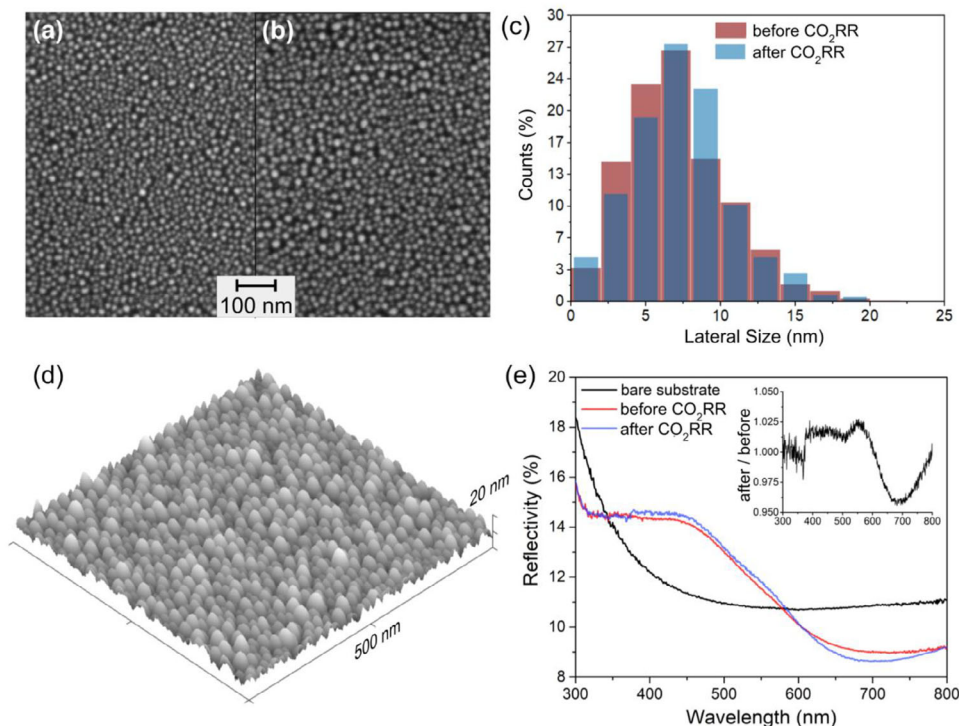 (a)
(b)
100 nm
(c)
before CO₂RR
after CO₂RR
Counts (%)
30
27
24
20
17
13
10
7
3
0
0 5 10 15 20 25
Lateral Size (nm)
(d)
20 nm
500 nm
(e)
bare substrate
before CO₂RR
after CO₂RR
Reflectivity (%)
20
18
16
14
12
10
8
300 400 500 600 700 800
Wavelength (nm)
after / before
1.050
1.025
1.000
0.975
0.950
300 400 500 600 700 800